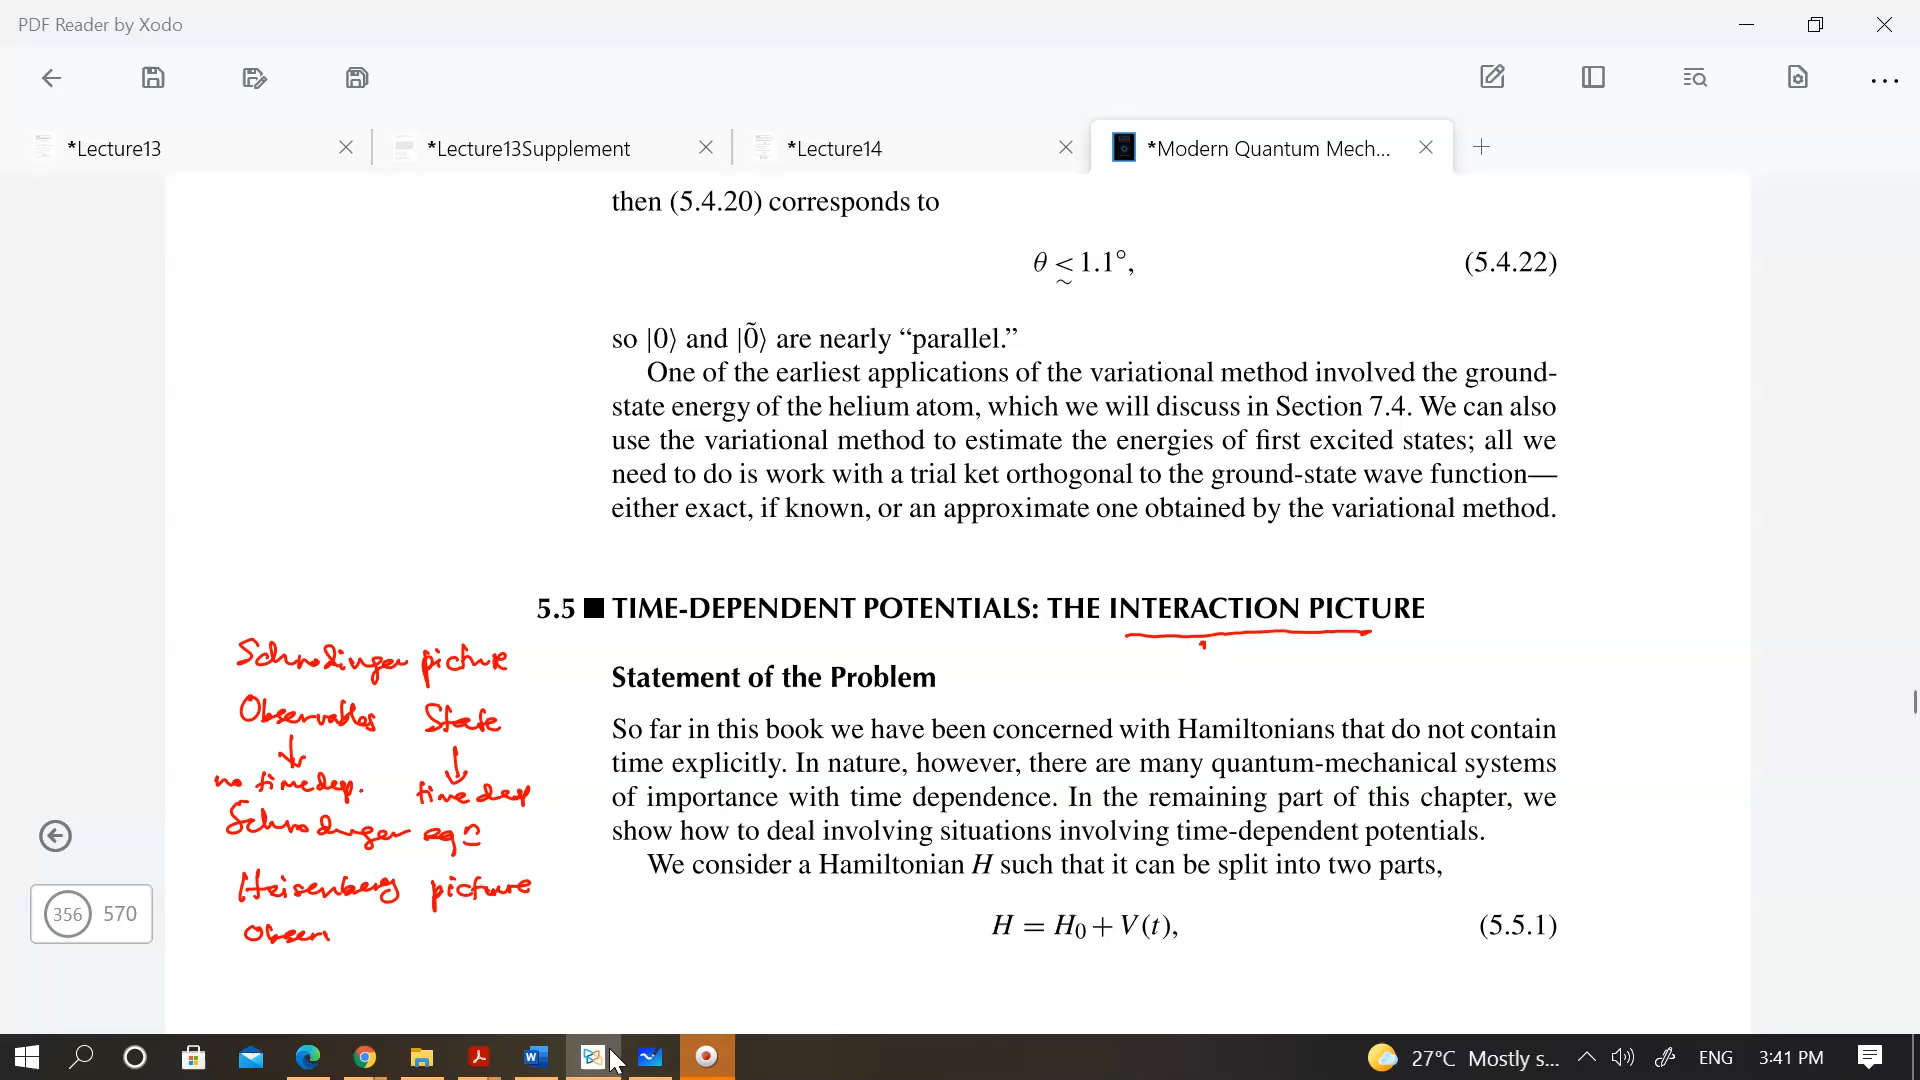 PDF Reader by Xodo
*Lecture13
*Lecture13Supplement
*Lecture14
*Modern Quantum Mech...
then (5.4.20) corresponds to
θ ≲ 1.1°, (5.4.22)
so |0⟩ and |0̃⟩ are nearly “parallel.”
One of the earliest applications of the variational method involved the ground-
state energy of the helium atom, which we will discuss in Section 7.4. We can also
use the variational method to estimate the energies of first excited states; all we
need to do is work with a trial ket orthogonal to the ground-state wave function—
either exact, if known, or an approximate one obtained by the variational method.
5.5 ■ TIME-DEPENDENT POTENTIALS: THE INTERACTION PICTURE
Schrodinger picture
Observables State
↓ ↓
no time dep. time dep
Schrodinger eqn
Heisenberg picture
Obser
Statement of the Problem
So far in this book we have been concerned with Hamiltonians that do not contain
time explicitly. In nature, however, there are many quantum-mechanical systems
of importance with time dependence. In the remaining part of this chapter, we
show how to deal involving situations involving time-dependent potentials.
We consider a Hamiltonian H such that it can be split into two parts,
H = H₀ + V(t), (5.5.1)
356 570
27°C Mostly s...
ENG
3:41 PM